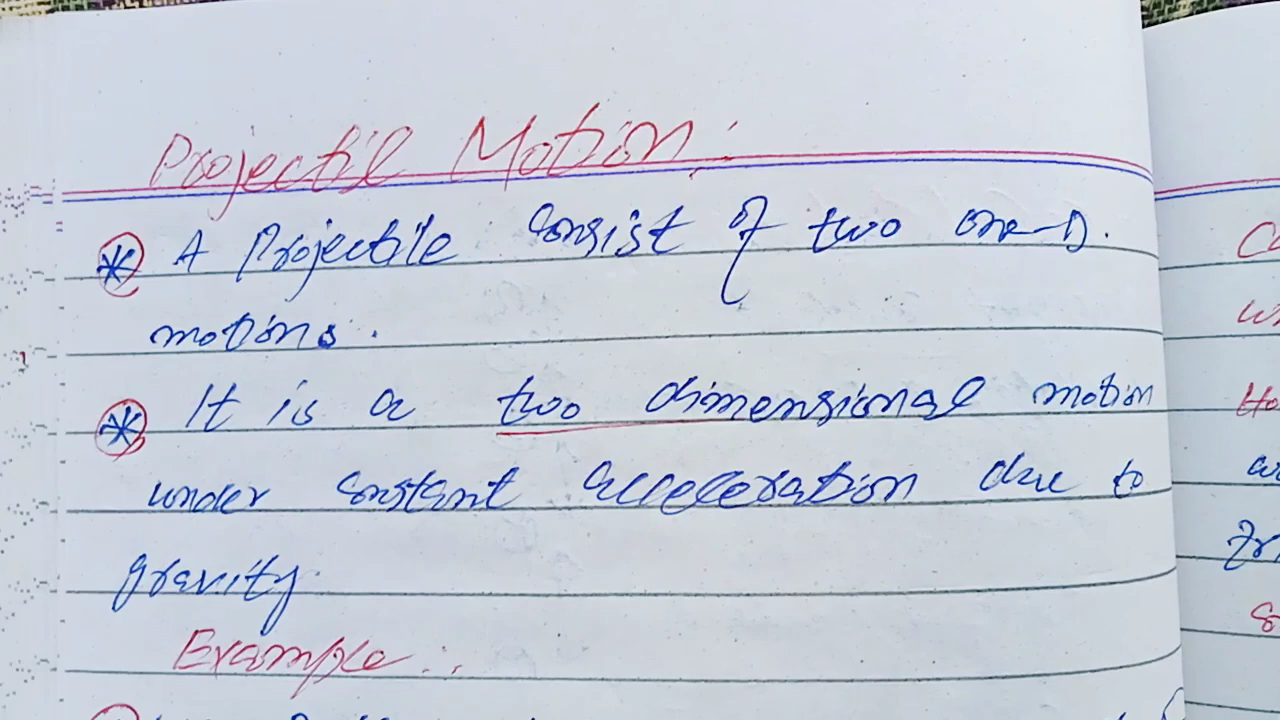 Projectil Motion :
* A Projectile consist of two one-D.
motions.
* It is a two dimensional motion
under constant acceleration due to
gravity.
Example :.